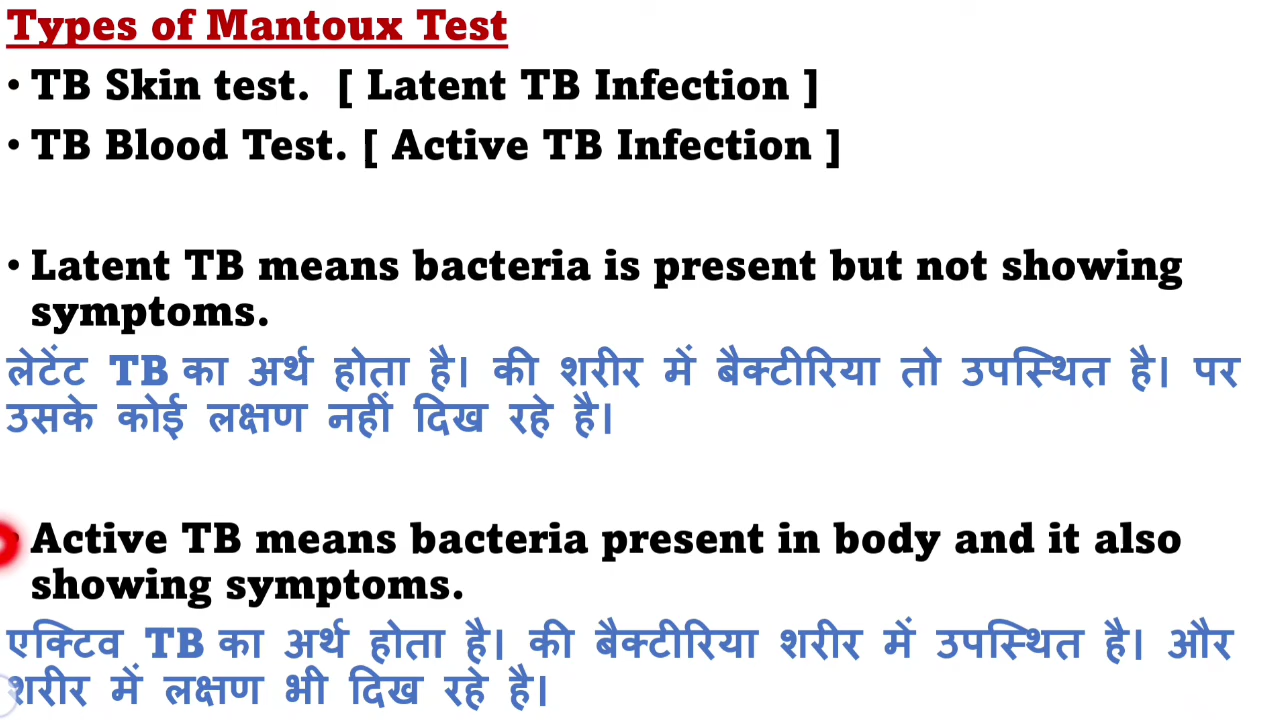 Types of Mantoux Test
• TB Skin test. [ Latent TB Infection ]
• TB Blood Test. [ Active TB Infection ]
• Latent TB means bacteria is present but not showing
symptoms.
लेटेंट TB का अर्थ होता है। की शरीर में बैक्टीरिया तो उपस्थित है। पर
उसके कोई लक्षण नहीं दिख रहे है।
• Active TB means bacteria present in body and it also
showing symptoms.
एक्टिव TB का अर्थ होता है। की बैक्टीरिया शरीर में उपस्थित है। और
शरीर में लक्षण भी दिख रहे है।